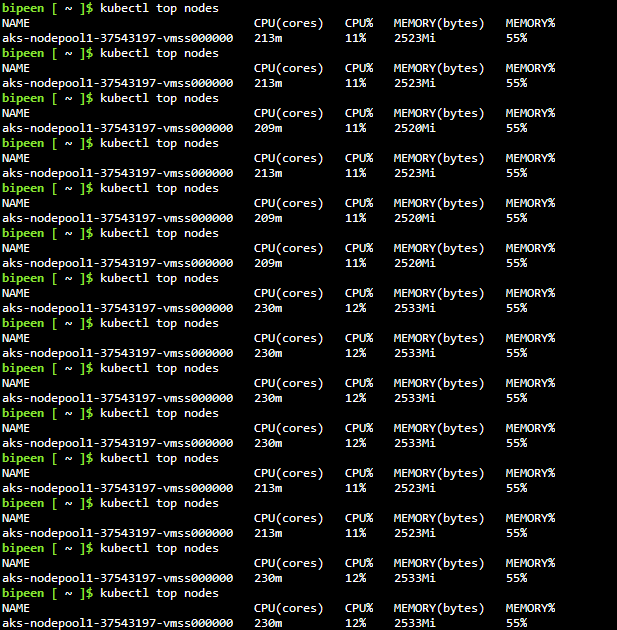 bipeen [ ~ ]$ kubectl top nodes
NAME CPU(cores) CPU% MEMORY(bytes) MEMORY%
aks-nodepool1-37543197-vmss000000 213m 11% 2523Mi 55%
bipeen [ ~ ]$ kubectl top nodes
NAME CPU(cores) CPU% MEMORY(bytes) MEMORY%
aks-nodepool1-37543197-vmss000000 213m 11% 2523Mi 55%
bipeen [ ~ ]$ kubectl top nodes
NAME CPU(cores) CPU% MEMORY(bytes) MEMORY%
aks-nodepool1-37543197-vmss000000 209m 11% 2520Mi 55%
bipeen [ ~ ]$ kubectl top nodes
NAME CPU(cores) CPU% MEMORY(bytes) MEMORY%
aks-nodepool1-37543197-vmss000000 213m 11% 2523Mi 55%
bipeen [ ~ ]$ kubectl top nodes
NAME CPU(cores) CPU% MEMORY(bytes) MEMORY%
aks-nodepool1-37543197-vmss000000 209m 11% 2520Mi 55%
bipeen [ ~ ]$ kubectl top nodes
NAME CPU(cores) CPU% MEMORY(bytes) MEMORY%
aks-nodepool1-37543197-vmss000000 209m 11% 2520Mi 55%
bipeen [ ~ ]$ kubectl top nodes
NAME CPU(cores) CPU% MEMORY(bytes) MEMORY%
aks-nodepool1-37543197-vmss000000 230m 12% 2533Mi 55%
bipeen [ ~ ]$ kubectl top nodes
NAME CPU(cores) CPU% MEMORY(bytes) MEMORY%
aks-nodepool1-37543197-vmss000000 230m 12% 2533Mi 55%
bipeen [ ~ ]$ kubectl top nodes
NAME CPU(cores) CPU% MEMORY(bytes) MEMORY%
aks-nodepool1-37543197-vmss000000 230m 12% 2533Mi 55%
bipeen [ ~ ]$ kubectl top nodes
NAME CPU(cores) CPU% MEMORY(bytes) MEMORY%
aks-nodepool1-37543197-vmss000000 230m 12% 2533Mi 55%
bipeen [ ~ ]$ kubectl top nodes
NAME CPU(cores) CPU% MEMORY(bytes) MEMORY%
aks-nodepool1-37543197-vmss000000 213m 11% 2523Mi 55%
bipeen [ ~ ]$ kubectl top nodes
NAME CPU(cores) CPU% MEMORY(bytes) MEMORY%
aks-nodepool1-37543197-vmss000000 213m 11% 2523Mi 55%
bipeen [ ~ ]$ kubectl top nodes
NAME CPU(cores) CPU% MEMORY(bytes) MEMORY%
aks-nodepool1-37543197-vmss000000 230m 12% 2533Mi 55%
bipeen [ ~ ]$ kubectl top nodes
NAME CPU(cores) CPU% MEMORY(bytes) MEMORY%
aks-nodepool1-37543197-vmss000000 230m 12% 2533Mi 55%